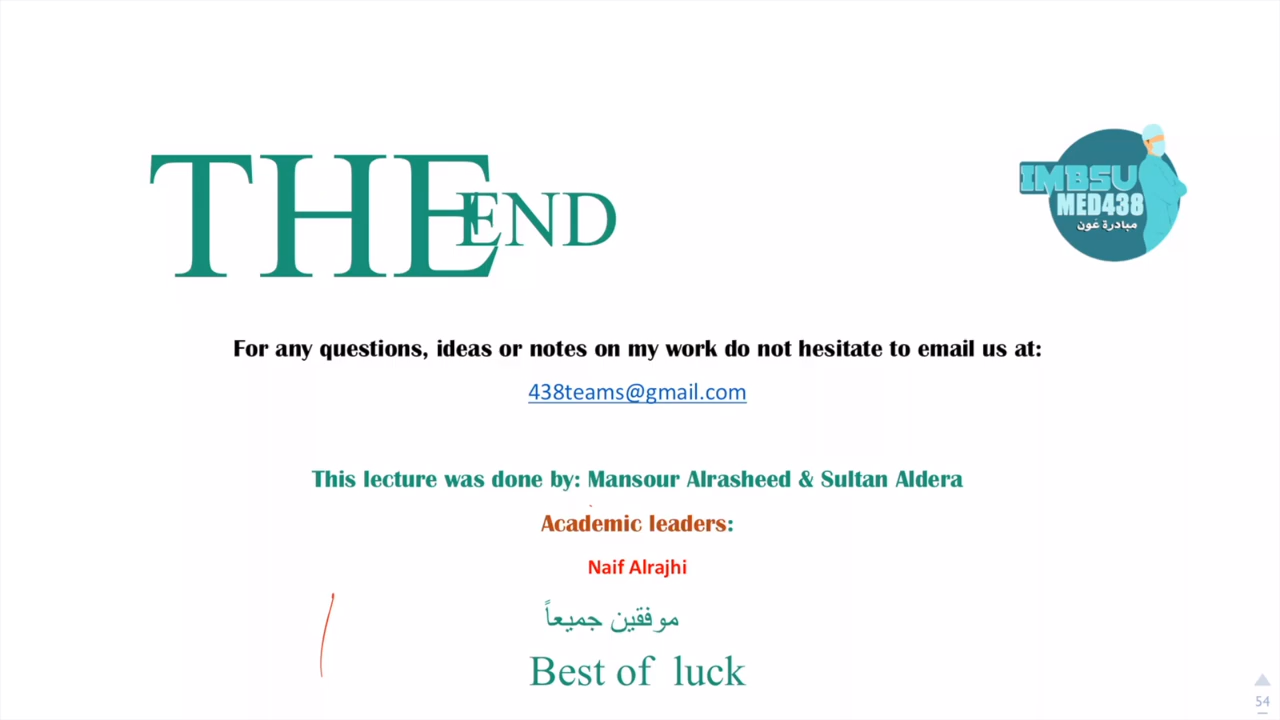 THE END
IMBSU
MED438
مبادرة عون
For any questions, ideas or notes on my work do not hesitate to email us at:
438teams@gmail.com
This lecture was done by: Mansour Alrasheed & Sultan Aldera
Academic leaders:
Naif Alrajhi
موفقين جميعاً
Best of luck
54